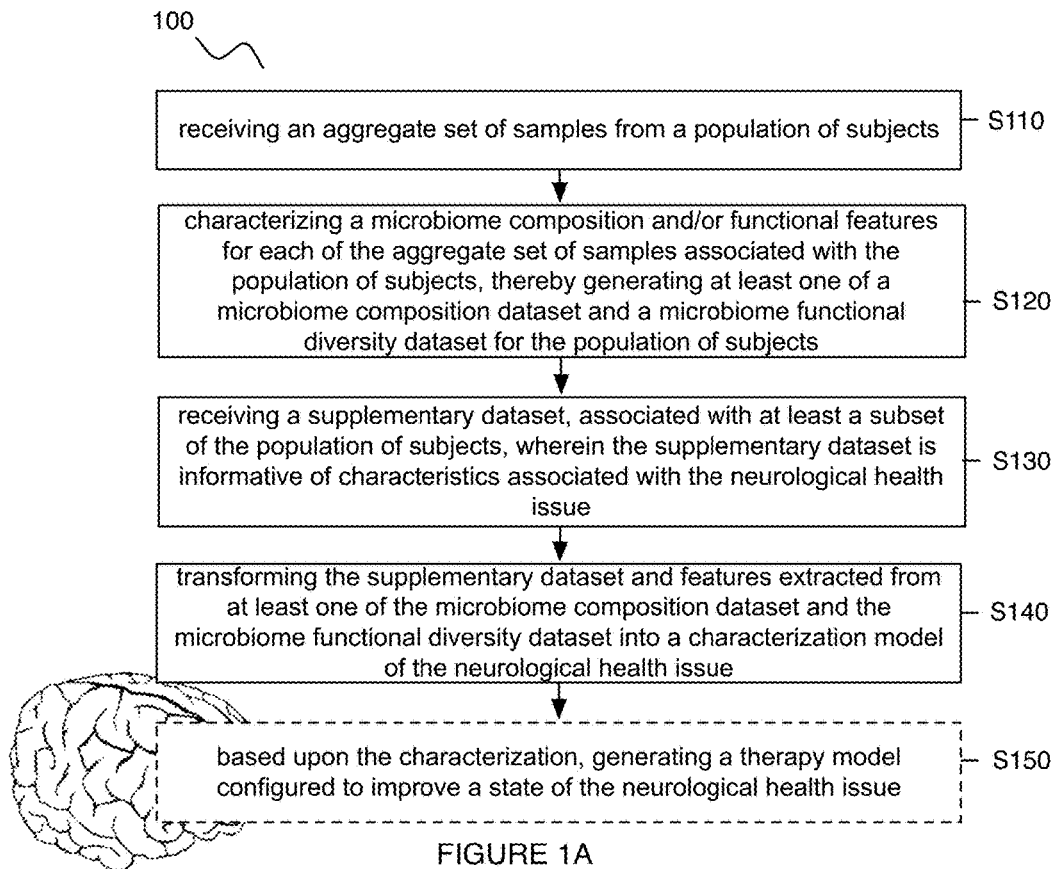 100
receiving an aggregate set of samples from a population of subjects
S110
characterizing a microbiome composition and/or functional features
for each of the aggregate set of samples associated with the
population of subjects, thereby generating at least one of a
microbiome composition dataset and a microbiome functional
diversity dataset for the population of subjects
S120
receiving a supplementary dataset, associated with at least a subset
of the population of subjects, wherein the supplementary dataset is
informative of characteristics associated with the neurological health
issue
S130
transforming the supplementary dataset and features extracted from
at least one of the microbiome composition dataset and the
microbiome functional diversity dataset into a characterization model
of the neurological health issue
S140
based upon the characterization, generating a therapy model
configured to improve a state of the neurological health issue
S150
FIGURE 1A